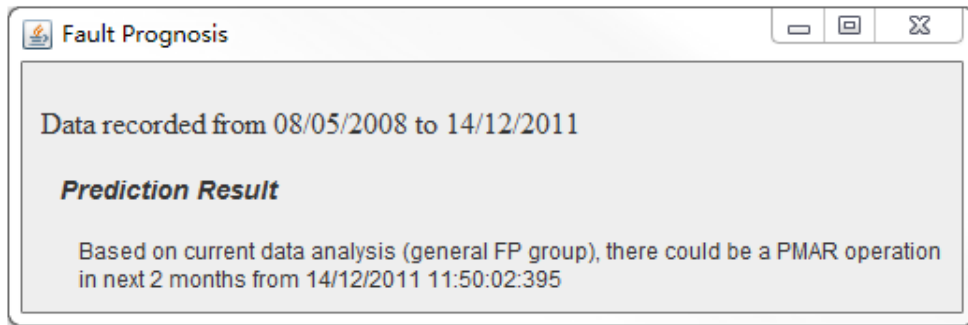 Fault Prognosis
Data recorded from 08/05/2008 to 14/12/2011
Prediction Result
Based on current data analysis (general FP group), there could be a PMAR operation
in next 2 months from 14/12/2011 11:50:02:395